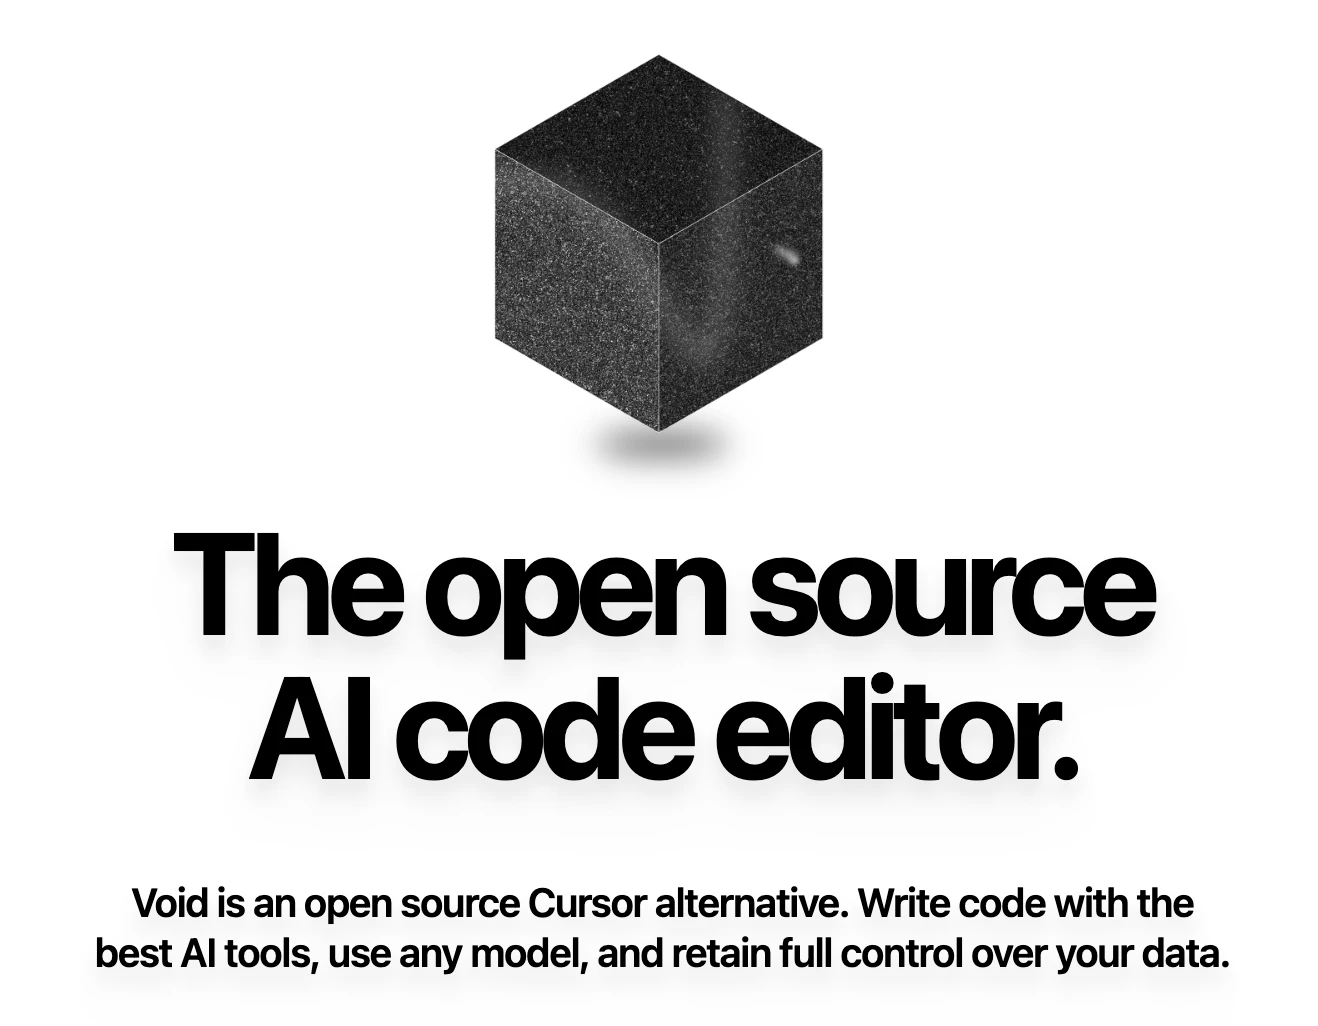 The open source
AI code editor.
Void is an open source Cursor alternative. Write code with the
best AI tools, use any model, and retain full control over your data.